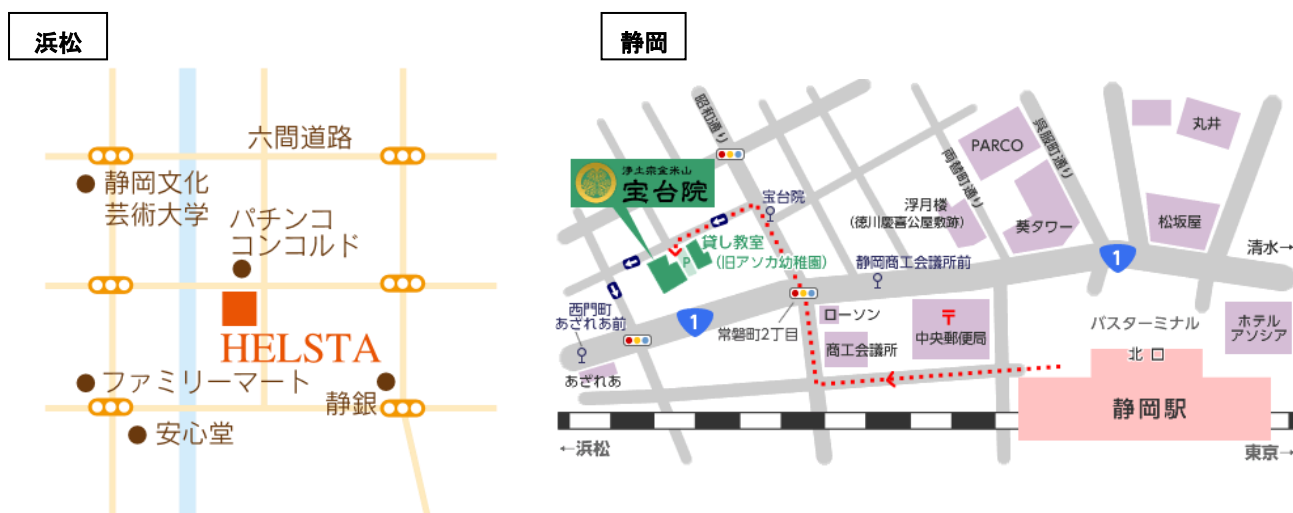 浜松
六間道路
静岡文化
芸術大学
パチンコ
コンコルド
HELSTA
ファミリーマート
静銀
安心堂
静岡
昭和通り
呉服町通り
丸井
PARCO
両替町通り
浄土宗金米山
宝台院
宝台院
浮月楼
(徳川慶喜公屋敷跡)
葵タワー
松坂屋
貸し教室
(旧アソカ幼稚園)
P
静岡商工会議所前
清水→
1
西門町
あざれあ前
1
常磐町2丁目
ローソン
商工会議所
〒
中央郵便局
バスターミナル
北口
ホテル
アソシア
あざれあ
静岡駅
←浜松
東京→